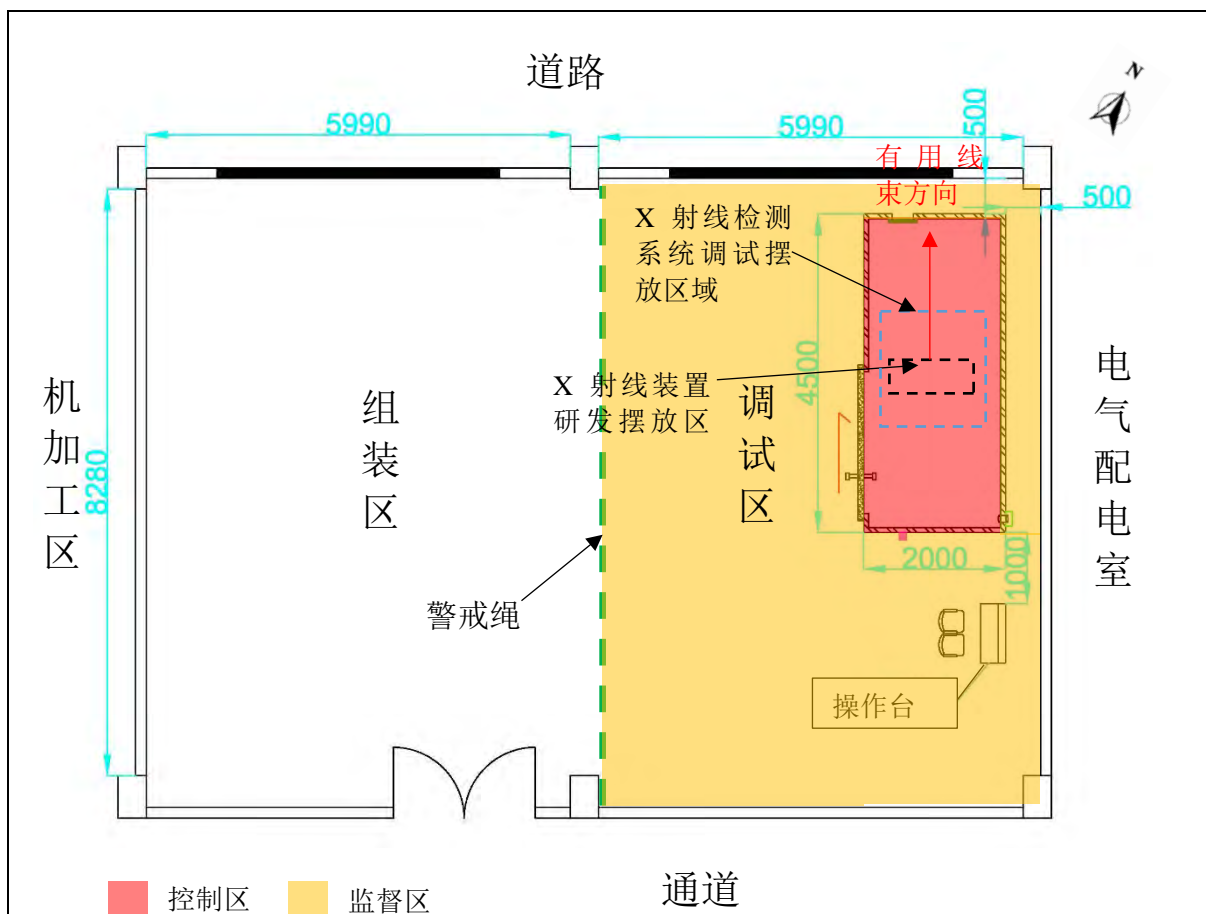 道路
N
5990
5990
500
有用线
束方向
500
X 射线检测
系统调试摆
放区域
4500
X 射线装置
研发摆放区
机加工区
8280
组装区
调试区
电气配电室
2000
1000
警戒绳
操作台
控制区
监督区
通道